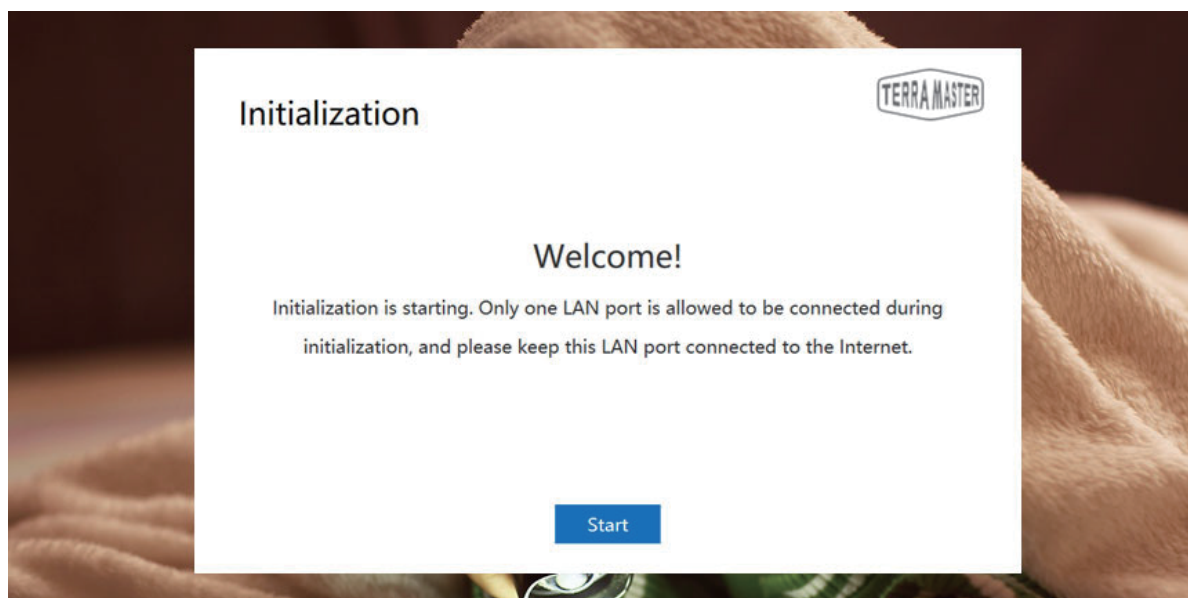 Initialization
TERRA MASTER
Welcome!
Initialization is starting. Only one LAN port is allowed to be connected during
initialization, and please keep this LAN port connected to the Internet.
Start